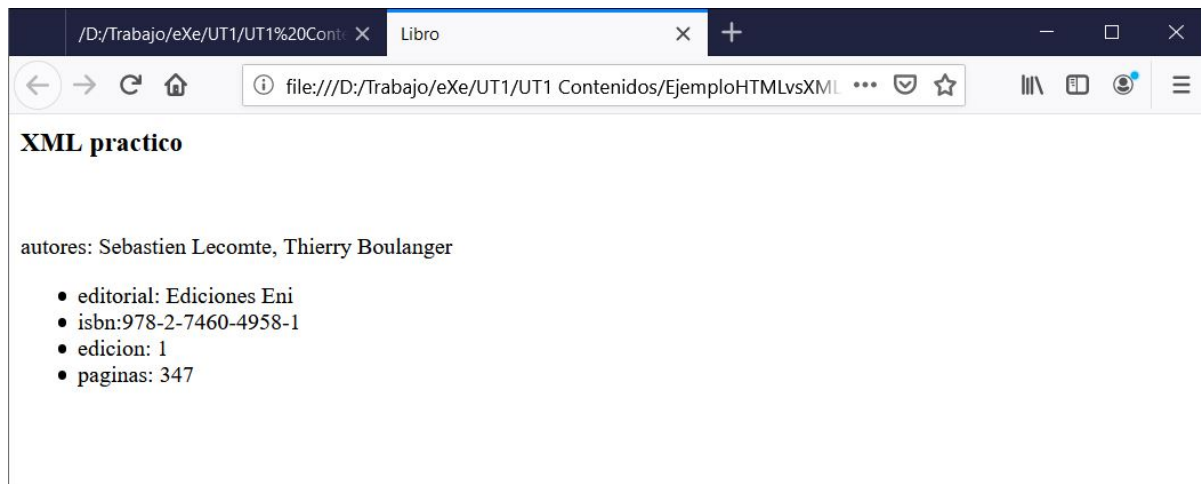 /D:/Trabajo/eXe/UT1/UT1%20Conte
Libro
file:///D:/Trabajo/eXe/UT1/UT1 Contenidos/EjemploHTMLvsXML
XML practico
autores: Sebastien Lecomte, Thierry Boulanger
editorial: Ediciones Eni
isbn:978-2-7460-4958-1
edicion: 1
paginas: 347